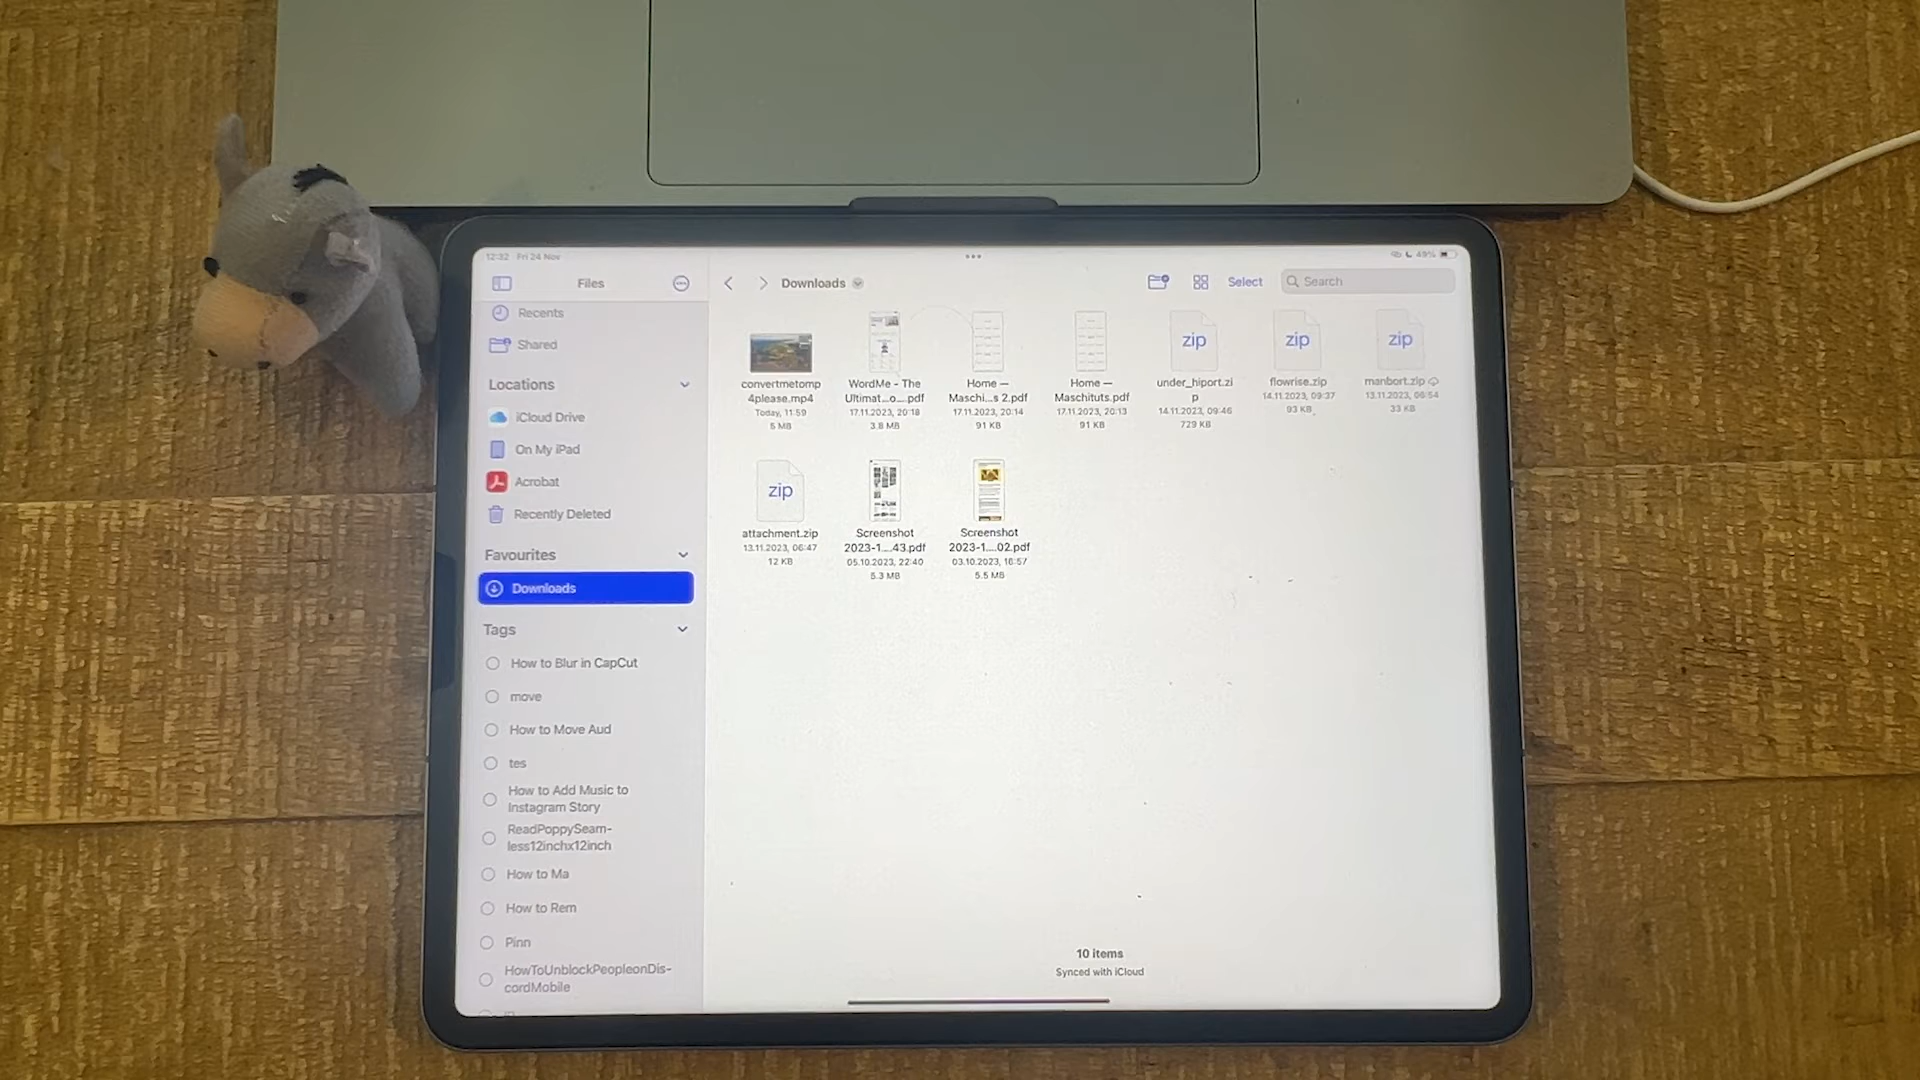 12:32 Fri 24 Nov
49%
Files
Downloads
Select
Search
Recents
Shared
Locations
iCloud Drive
On My iPad
Acrobat
Recently Deleted
Favourites
Downloads
Tags
How to Blur in CapCut
move
How to Move Aud
tes
How to Add Music to
Instagram Story
ReadPoppySeam-
less12inchx12inch
How to Ma
How to Rem
Pinn
HowToUnblockPeopleonDis-
cordMobile
convertmetomp
4please.mp4
Today, 11:59
5 MB
WordMe - The
Ultimat...o....pdf
17.11.2023, 20:18
3.8 MB
Home —
Maschi...s 2.pdf
17.11.2023, 20:14
91 KB
Home —
Maschituts.pdf
17.11.2023, 20:13
91 KB
zip
under_hiport.zi
p
14.11.2023, 09:46
729 KB
zip
flowrise.zip
14.11.2023, 09:37
93 KB
zip
manbort.zip
13.11.2023, 06:54
33 KB
zip
attachment.zip
13.11.2023, 06:47
12 KB
Screenshot
2023-1....43.pdf
05.10.2023, 22:40
5.3 MB
Screenshot
2023-1....02.pdf
03.10.2023, 16:57
5.5 MB
10 items
Synced with iCloud